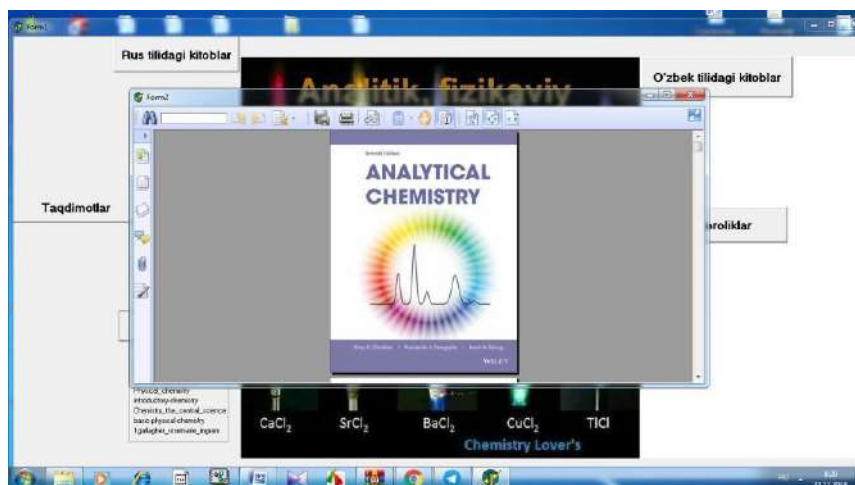 Form1
Rus tilidagi kitoblar
Analitik, fizikaviy
O'zbek tilidagi kitoblar
Form2
ANALYTICAL
CHEMISTRY
Taqdimotlar
WILEY
Physical_chemistry
introductory-chemistry
Chemistry_the_central_science
basic-physical-chemistry
CaCl2
SrCl2
BaCl2
CuCl2
TlCl
Chemistry Lover's